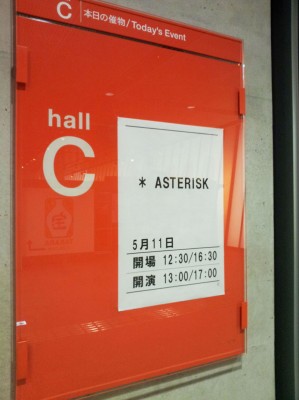 C 本日の催物/Today's Event
hall
C
* ASTERISK
5月11日
開場 12:30/16:30
開演 13:00/17:00